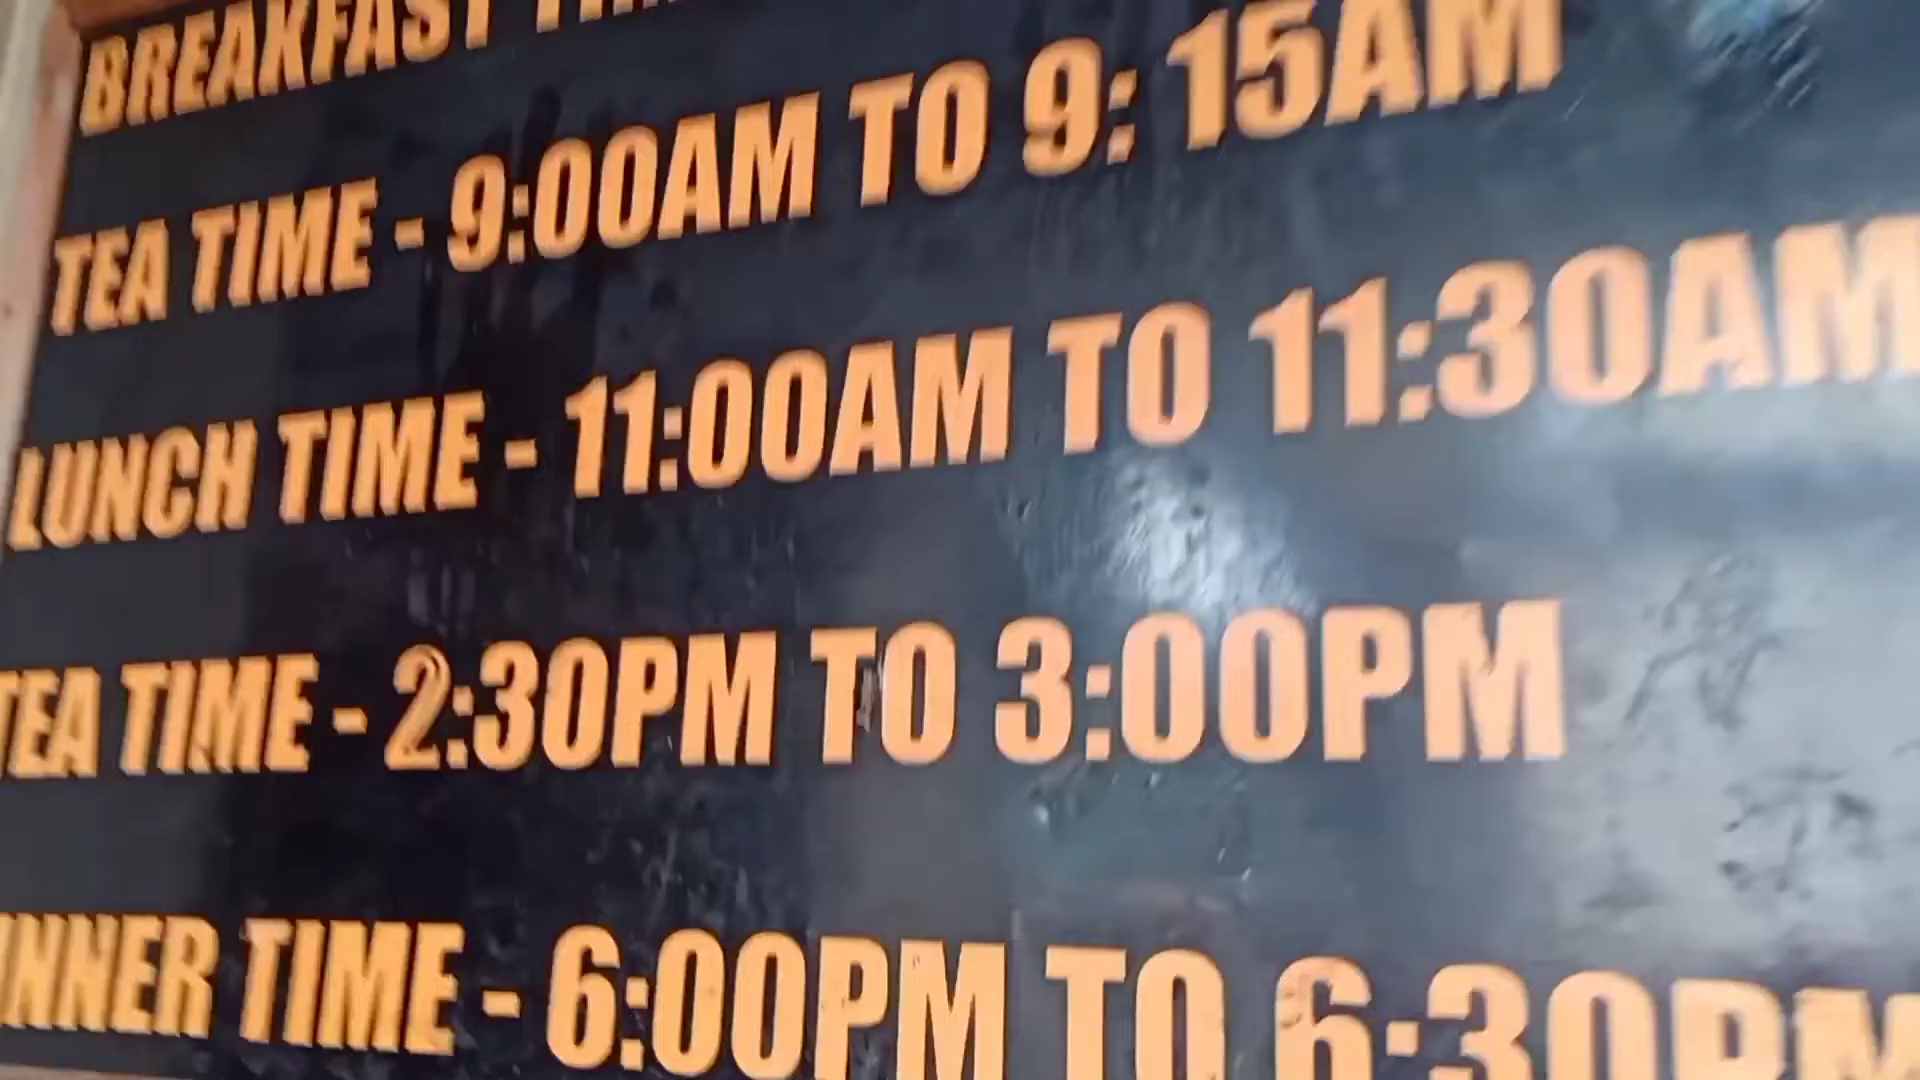 BREAKFAST
TEA TIME - 9:00AM TO 9: 15AM
LUNCH TIME - 11:00AM TO 11:30AM
TEA TIME - 2:30PM TO 3:00PM
INNER TIME - 6:00PM TO 6:30PM